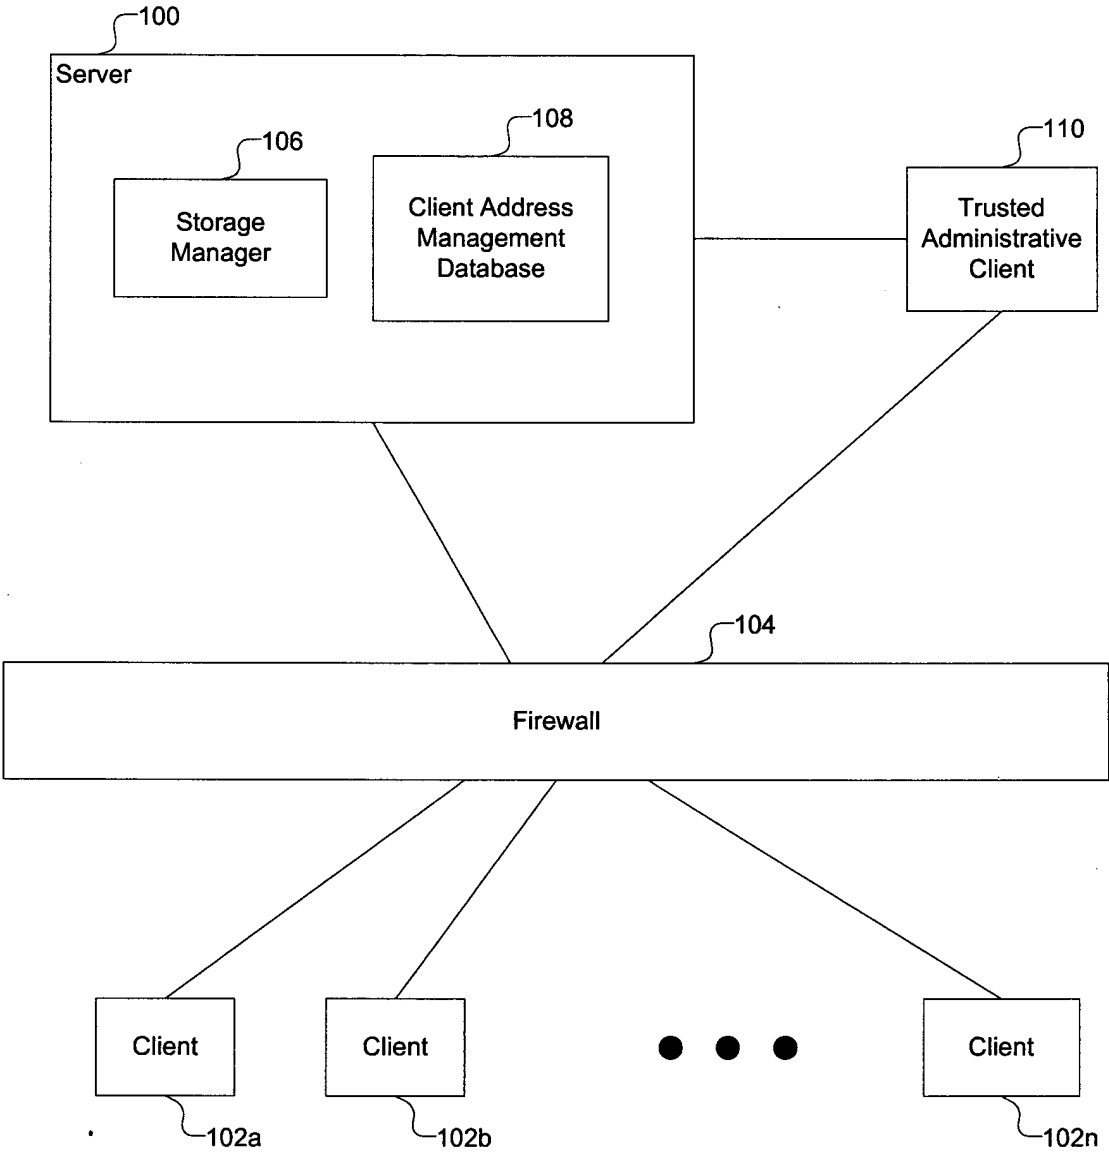 100
Server
106
108
110
Storage
Manager
Client Address
Management
Database
Trusted
Administrative
Client
104
Firewall
Client
Client
Client
102a
102b
102n